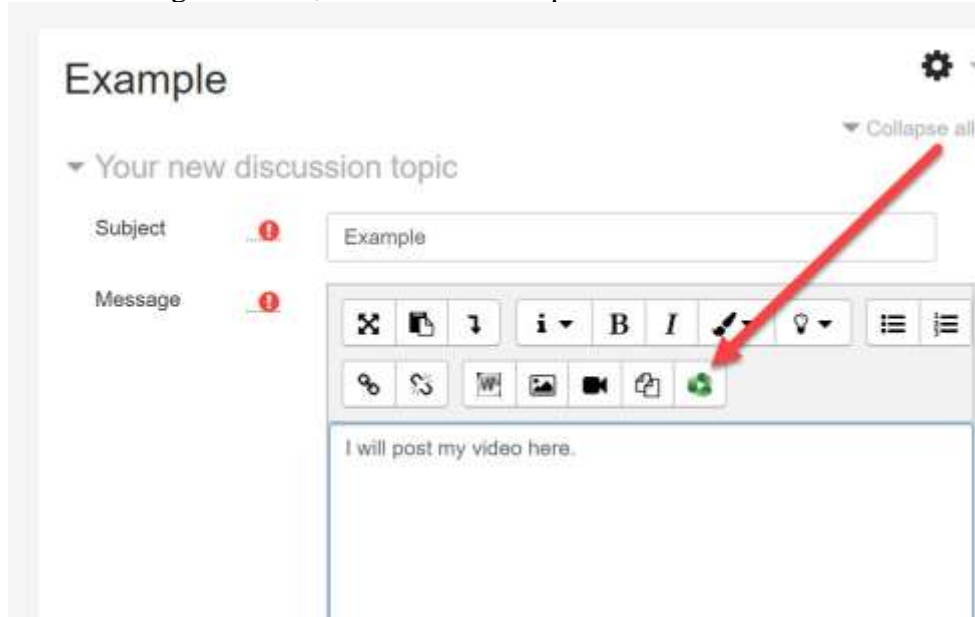 Example
Collapse all
Your new discussion topic
Subject
Example
Message
i B I
I will post my video here.